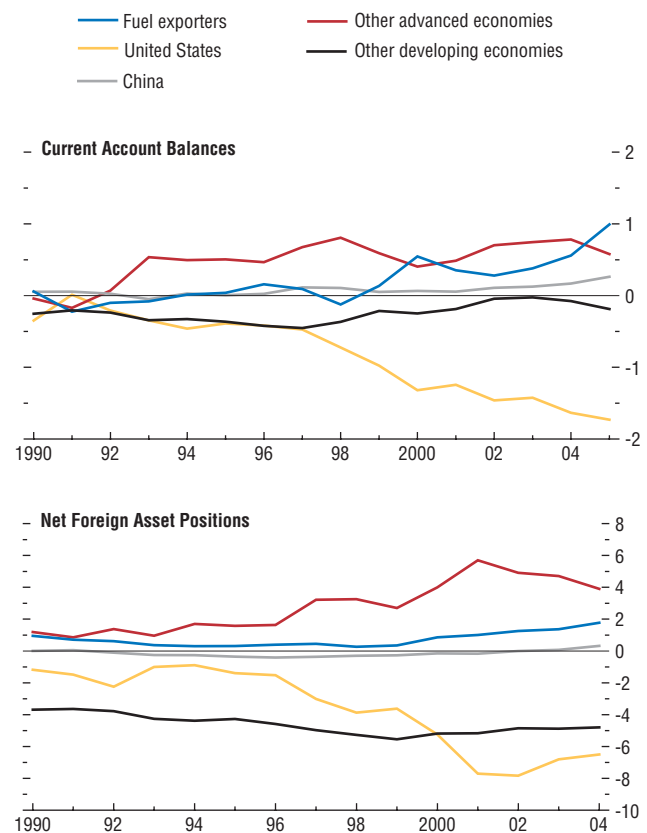 Fuel exporters
Other advanced economies
United States
Other developing economies
China
Current Account Balances
2
1
0
-1
-2
1990 92 94 96 98 2000 02 04
Net Foreign Asset Positions
8
6
4
2
0
-2
-4
-6
-8
-10
1990 92 94 96 98 2000 02 04